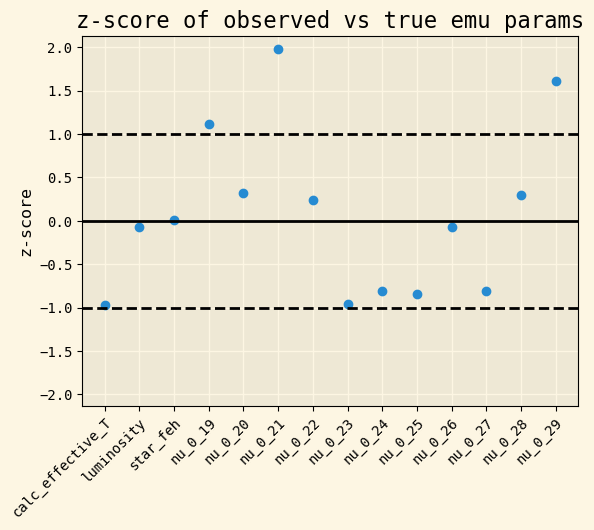 z-score of observed vs true emu params
z-score
2.0
1.5
1.0
0.5
0.0
−0.5
−1.0
−1.5
−2.0
calc_effective_T
luminosity
star_feh
nu_0_19
nu_0_20
nu_0_21
nu_0_22
nu_0_23
nu_0_24
nu_0_25
nu_0_26
nu_0_27
nu_0_28
nu_0_29